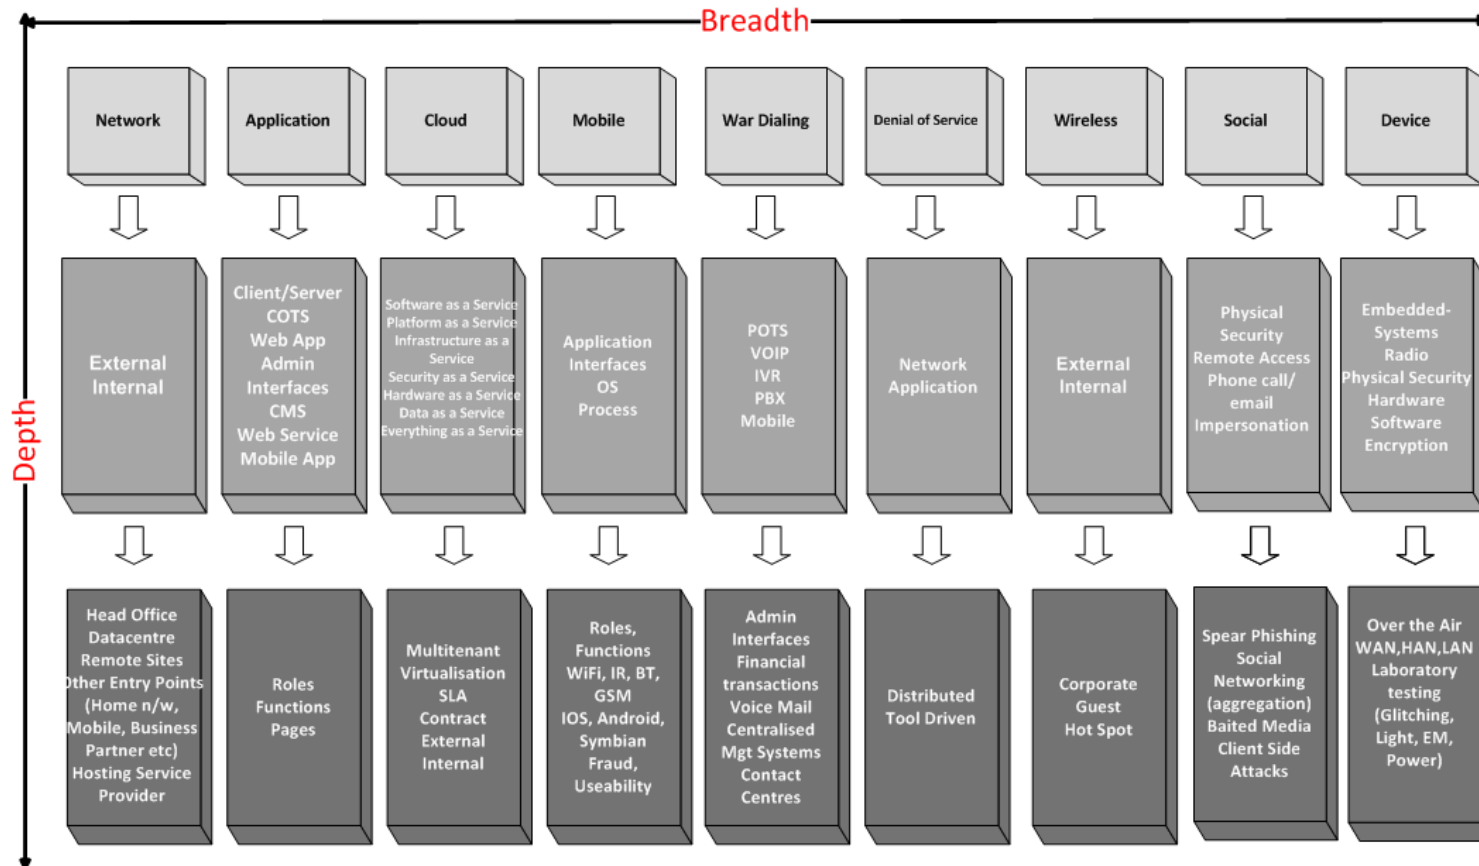 Breadth
Depth
Network
Application
Cloud
Mobile
War Dialing
Denial of Service
Wireless
Social
Device
External
Internal
Client/Server
COTS
Web App
Admin
Interfaces
CMS
Web Service
Mobile App
Software as a Service
Platform as a Service
Infrastructure as a
Service
Security as a Service
Hardware as a Service
Data as a Service
Everything as a Service
Application
Interfaces
OS
Process
POTS
VOIP
IVR
PBX
Mobile
Network
Application
External
Internal
Physical
Security
Remote Access
Phone call/
email
Impersonation
Embedded-
Systems
Radio
Physical Security
Hardware
Software
Encryption
Head Office
Datacentre
Remote Sites
Other Entry Points
(Home n/w,
Mobile, Business
Partner etc)
Hosting Service
Provider
Roles
Functions
Pages
Multitenant
Virtualisation
SLA
Contract
External
Internal
Roles,
Functions
WiFi, IR, BT,
GSM
IOS, Android,
Symbian
Fraud,
Useability
Admin
Interfaces
Financial
transactions
Voice Mail
Centralised
Mgt Systems
Contact
Centres
Distributed
Tool Driven
Corporate
Guest
Hot Spot
Spear Phishing
Social
Networking
(aggregation)
Baited Media
Client Side
Attacks
Over the Air
WAN,HAN,LAN
Laboratory
testing
(Glitching,
Light, EM,
Power)